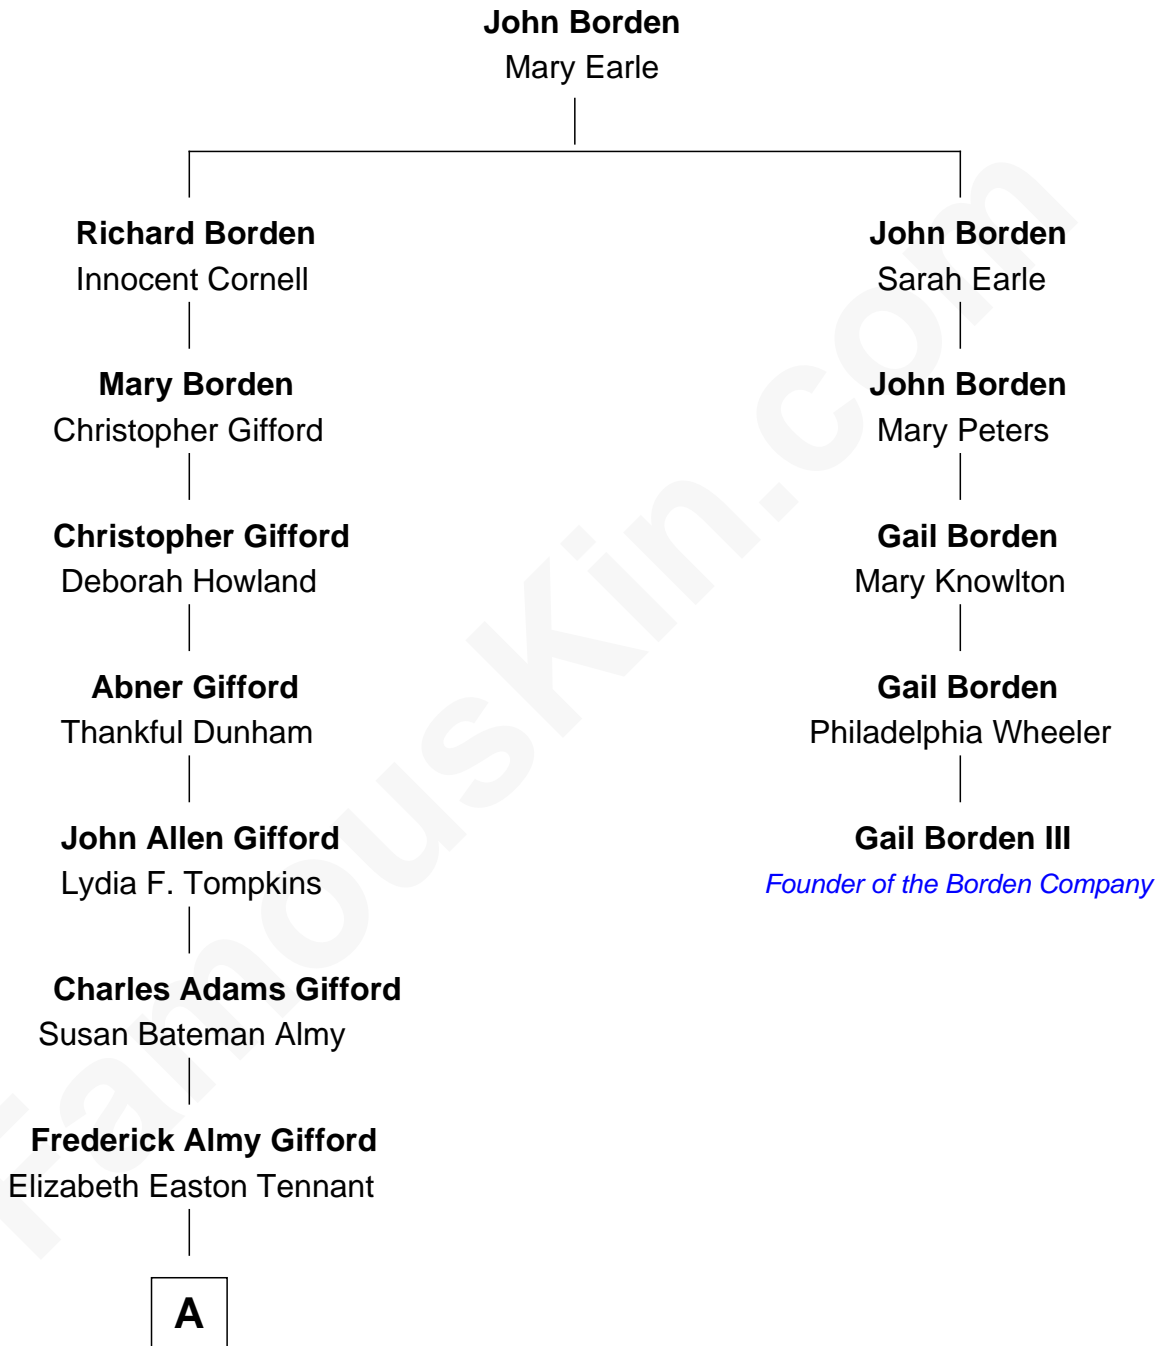 John Borden
Mary Earle
Richard Borden
Innocent Cornell
Mary Borden
Christopher Gifford
Christopher Gifford
Deborah Howland
Abner Gifford
Thankful Dunham
John Allen Gifford
Lydia F. Tompkins
Charles Adams Gifford
Susan Bateman Almy
Frederick Almy Gifford
Elizabeth Easton Tennant
A
John Borden
Sarah Earle
John Borden
Mary Peters
Gail Borden
Mary Knowlton
Gail Borden
Philadelphia Wheeler
Gail Borden III
Founder of the Borden Company
FamousKin.com